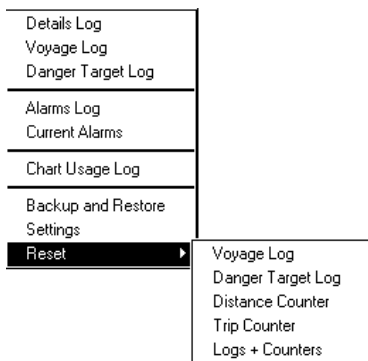 Details Log
Voyage Log
Danger Target Log
Alarms Log
Current Alarms
Chart Usage Log
Backup and Restore
Settings
Reset
Voyage Log
Danger Target Log
Distance Counter
Trip Counter
Logs + Counters